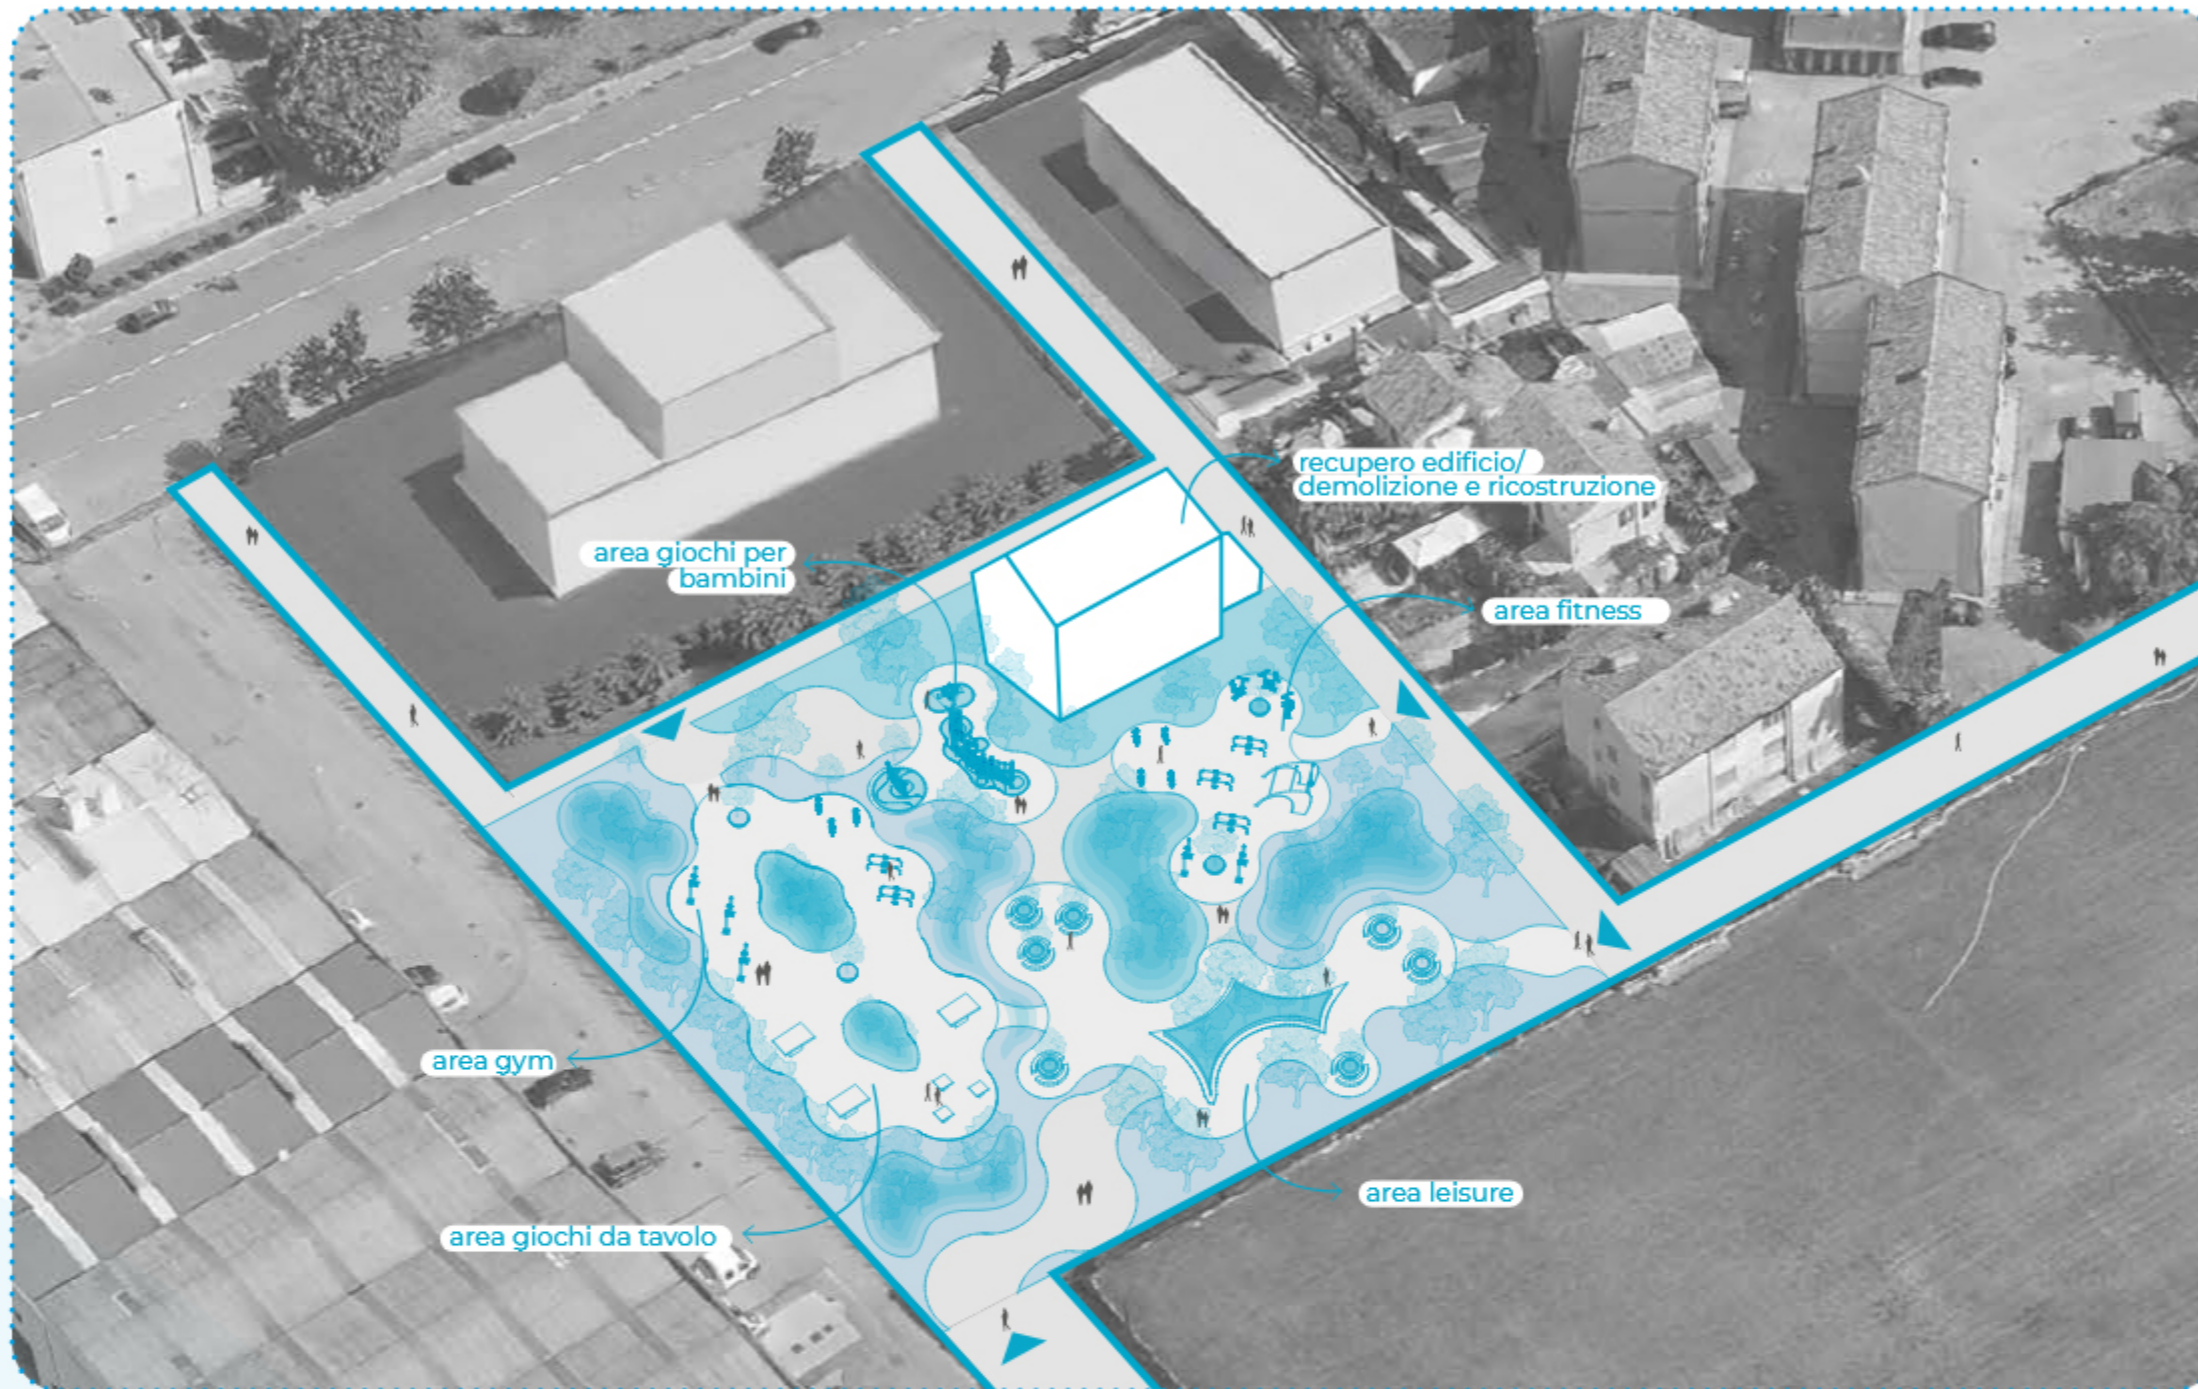 recupero edificio/
demolizione e ricostruzione
area giochi per
bambini
area fitness
area gym
area leisure
area giochi da tavolo